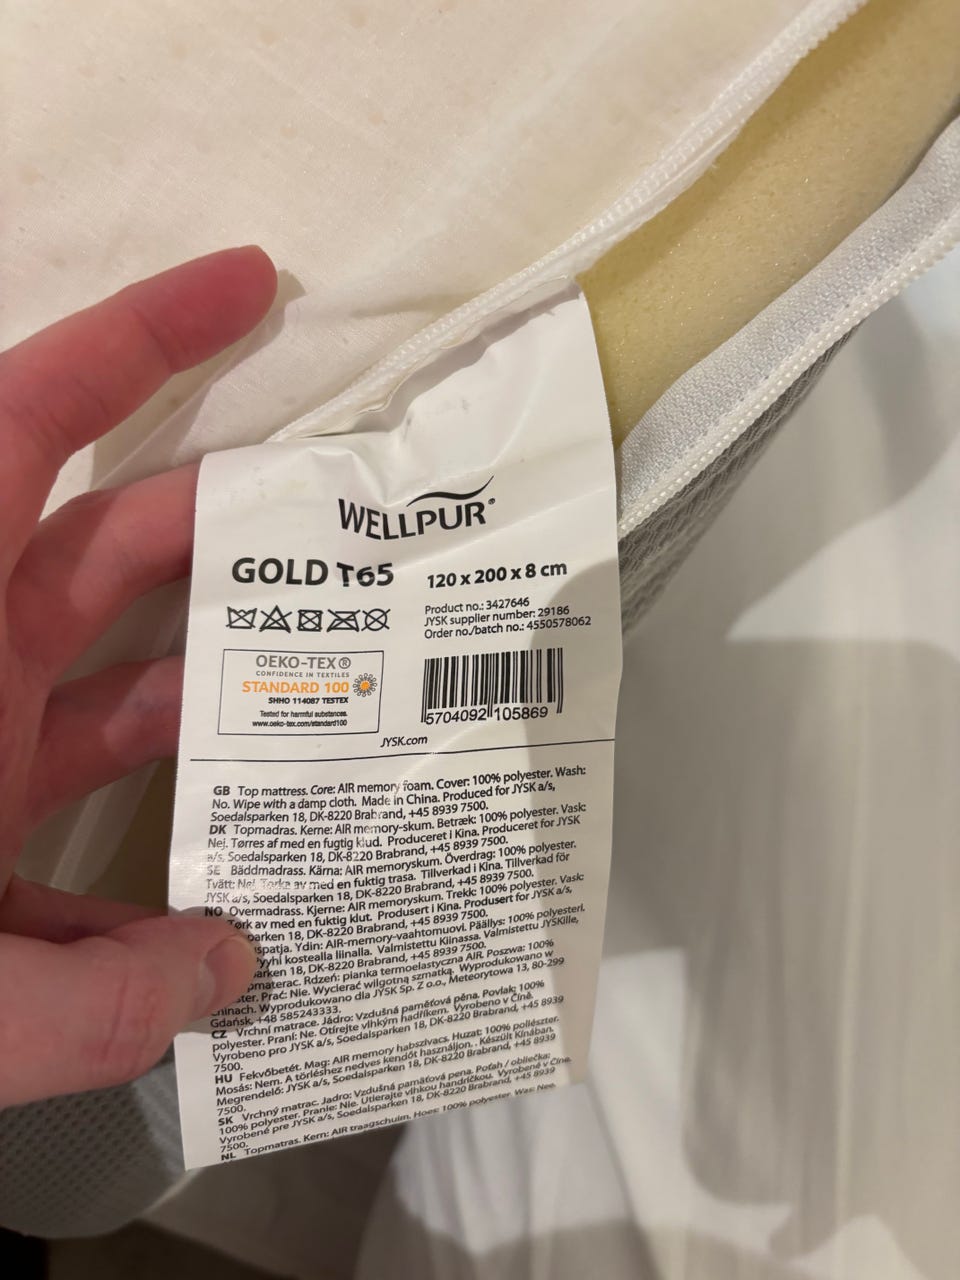 WELLPUR®
GOLD T65
120 x 200 x 8 cm
Product no.: 3427646
JYSK supplier number: 29186
Order no./batch no.: 4550578062
OEKO-TEX®
CONFIDENCE IN TEXTILES
STANDARD 100
SHHO 114087 TESTEX
Tested for harmful substances.
www.oeko-tex.com/standard100
5704092 105869
JYSK.com
GB Top mattress. Core: AIR memory foam. Cover: 100% polyester. Wash:
No. Wipe with a damp cloth. Made in China. Produced for JYSK a/s,
Soedalsparken 18, DK-8220 Brabrand, +45 8939 7500.
DK Topmadras. Kerne: AIR memory-skum. Betræk: 100% polyester. Vask:
Nej. Tørres af med en fugtig klud. Produceret i Kina. Produceret for JYSK
a/s, Soedalsparken 18, DK-8220 Brabrand, +45 8939 7500.
SE Bäddmadrass. Kärna: AIR memoryskum. Överdrag: 100% polyester.
Tvätt: Nej. Torka av med en fuktig trasa. Tillverkad i Kina. Tillverkad för
JYSK a/s, Soedalsparken 18, DK-8220 Brabrand, +45 8939 7500.
NO Overmadrass. Kjerne: AIR memoryskum. Trekk: 100% polyester. Vask:
Tørk av med en fuktig klut. Produsert i Kina. Produsert for JYSK a/s,
parken 18, DK-8220 Brabrand, +45 8939 7500.
uspatja. Ydin: AIR-memory-vaahtomuovi. Päällys: 100% polyesteri.
yyhi kostealla liinalla. Valmistettu Kiinassa. Valmistettu JYSKille,
arken 18, DK-8220 Brabrand, +45 8939 7500.
materac. Rdzeń: pianka termoelastyczna AIR. Poszwa: 100%
ster. Prać: Nie. Wycierać wilgotną szmatką. Wyprodukowano w
Chinach. Wyprodukowano dla JYSK Sp. Z o.o., Meteorytowa 13, 80-299
Gdańsk, +48 585243333.
CZ Vrchní matrace. Jádro: Vzdušná paměťová pěna. Povlak: 100%
polyester. Praní: Ne. Otírejte vlhkým hadříkem. Vyrobeno v Číně.
Vyrobeno pro JYSK a/s, Soedalsparken 18, DK-8220 Brabrand, +45 8939
7500.
HU Fekvőbetét. Mag: AIR memory habszivacs. Huzat: 100% poliészter.
Mosás: Nem. A törléshez nedves kendőt használjon. Készült Kínában.
Megrendelő: JYSK a/s, Soedalsparken 18, DK-8220 Brabrand, +45 8939
7500.
SK Vrchný matrac. Jadro: Vzdušná pamäťová pena. Poťah / obliečka:
100% polyester. Pranie: Nie. Utierajte vlhkou handričkou. Vyrobené v Číne.
Vyrobené pre JYSK a/s, Soedalsparken 18, DK-8220 Brabrand, +45 8939
7500.
NL Topmatras. Kern: AIR traagschuim. Hoes: 100% polyester. Was: Nee.